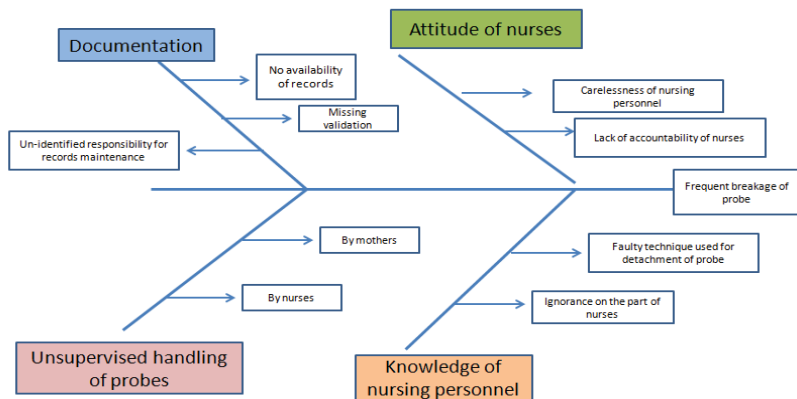 Documentation
Attitude of nurses
No availability
of records
Missing
validation
Un-identified responsibility for
records maintenance
Carelessness of nursing
personnel
Lack of accountability of nurses
Frequent breakage of
probe
By mothers
By nurses
Faulty technique used for
detachment of probe
Ignorance on the part of
nurses
Unsupervised handling
of probes
Knowledge of
nursing personnel